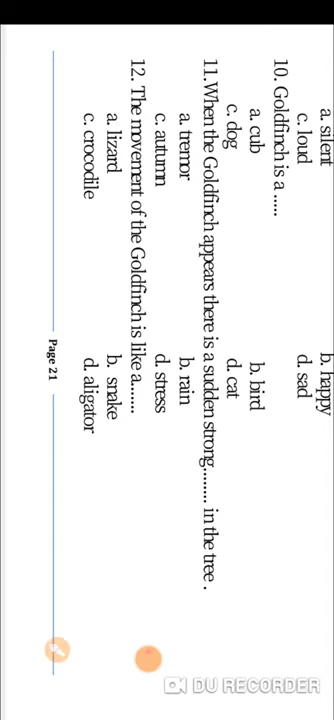 a. silent b. happy
c. loud d. sad
10. Goldfinch is a .....
a. cub b. bird
c. dog d. cat
11.When the Goldfinch appears there is a sudden strong........ in the tree .
a. tremor b. rain
c. autumn d. stress
12. The movement of the Goldfinch is like a......
a. lizard b. snake
c. crocodile d. aligator
Page 21
DU RECORDER